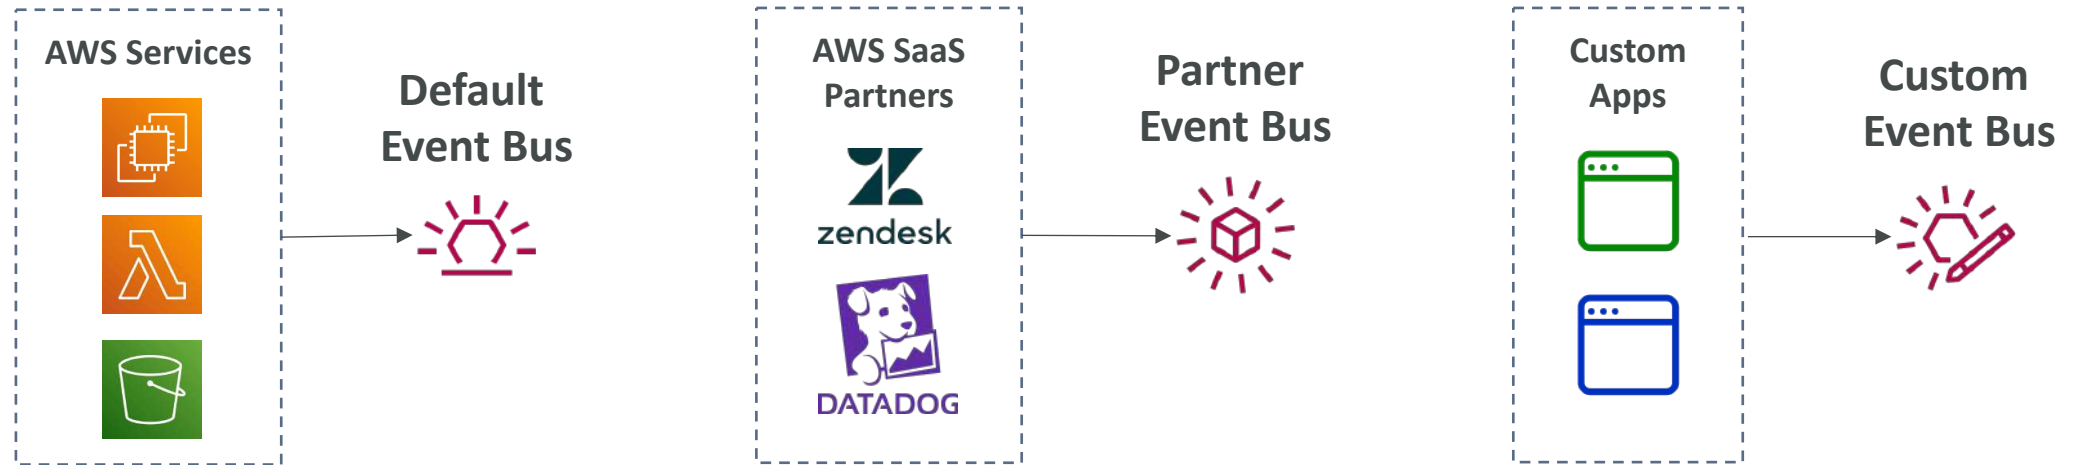 AWS Services
Default
Event Bus
AWS SaaS
Partners
zendesk
DATADOG
Partner
Event Bus
Custom
Apps
Custom
Event Bus